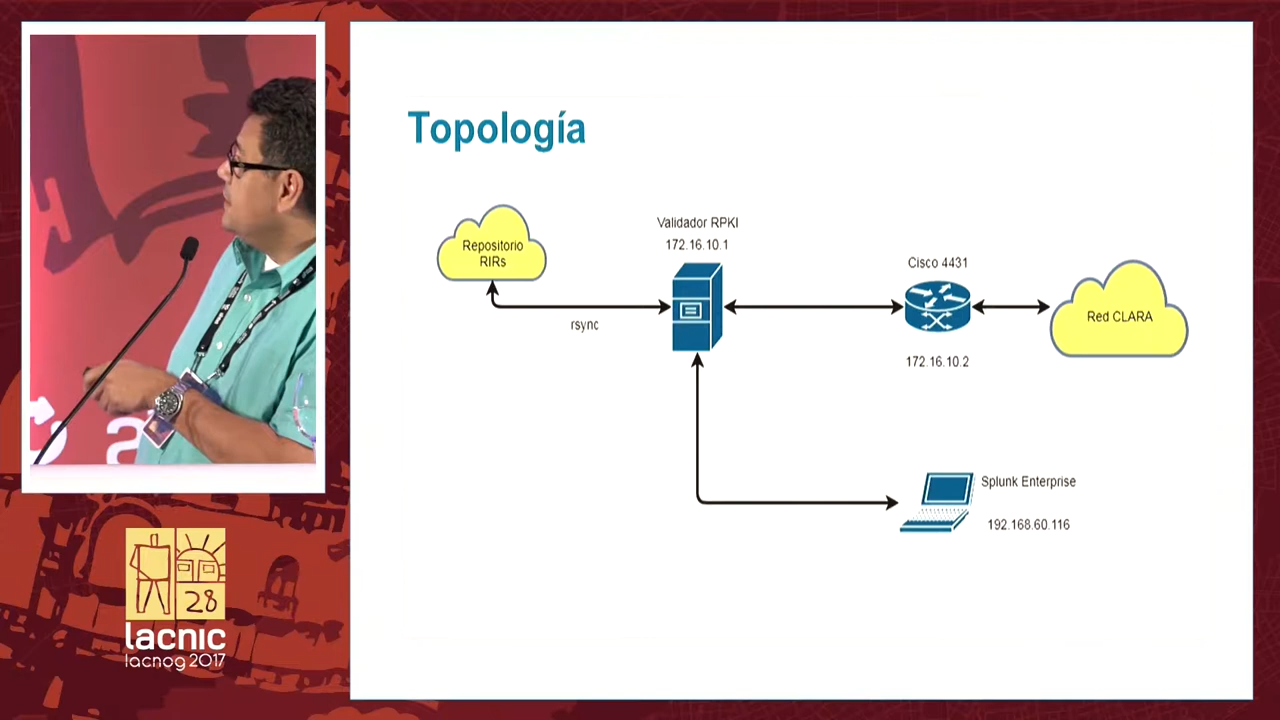 Topología
Repositorio
RIRs
rsync
Validador RPKI
172.16.10.1
Cisco 4431
172.16.10.2
Red CLARA
Splunk Enterprise
192.168.60.116
28
lacnic
lacnog 2017